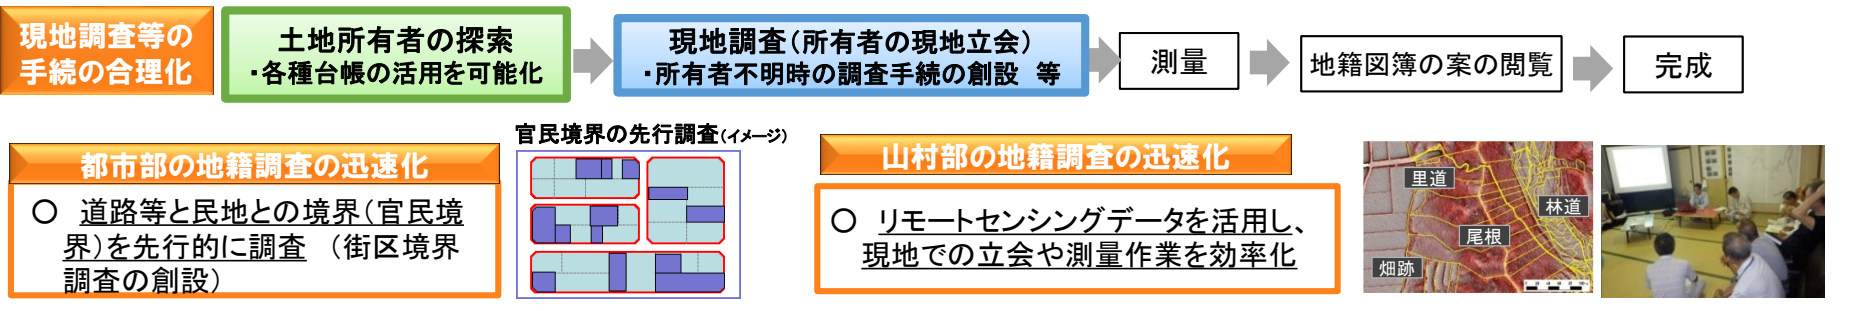 現地調査等の
手続の合理化
土地所有者の探索
・各種台帳の活用を可能化
現地調査(所有者の現地立会)
・所有者不明時の調査手続の創設 等
測量
地籍図簿の案の閲覧
完成
都市部の地籍調査の迅速化
○ 道路等と民地との境界(官民境
界)を先行的に調査 (街区境界
調査の創設)
官民境界の先行調査(イメージ)
山村部の地籍調査の迅速化
○ リモートセンシングデータを活用し、
現地での立会や測量作業を効率化
里道
林道
尾根
畑跡